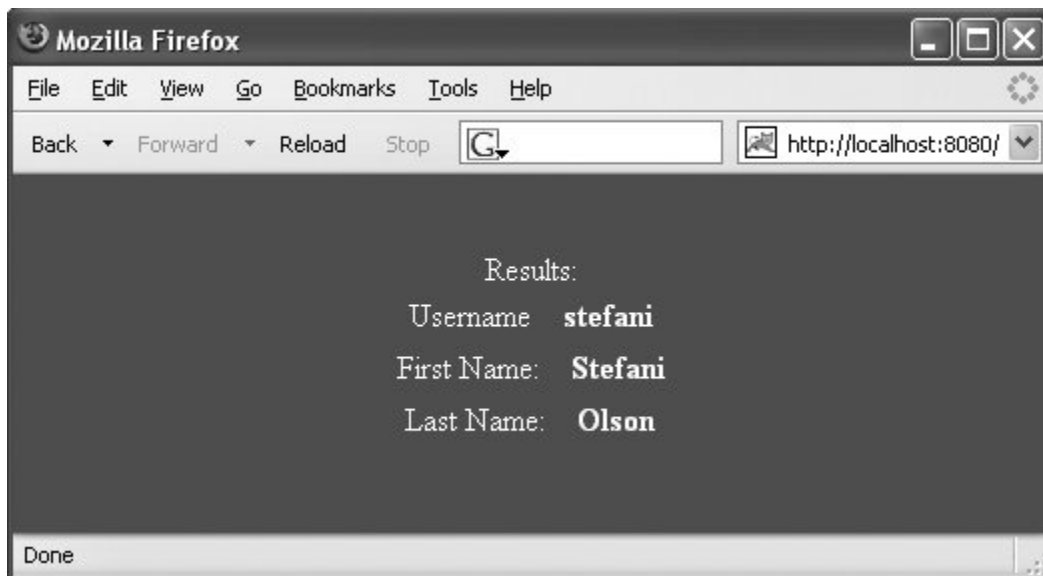 Mozilla Firefox
File Edit View Go Bookmarks Tools Help
Back Forward Reload Stop G http://localhost:8080/
Results:
Username stefani
First Name: Stefani
Last Name: Olson
Done